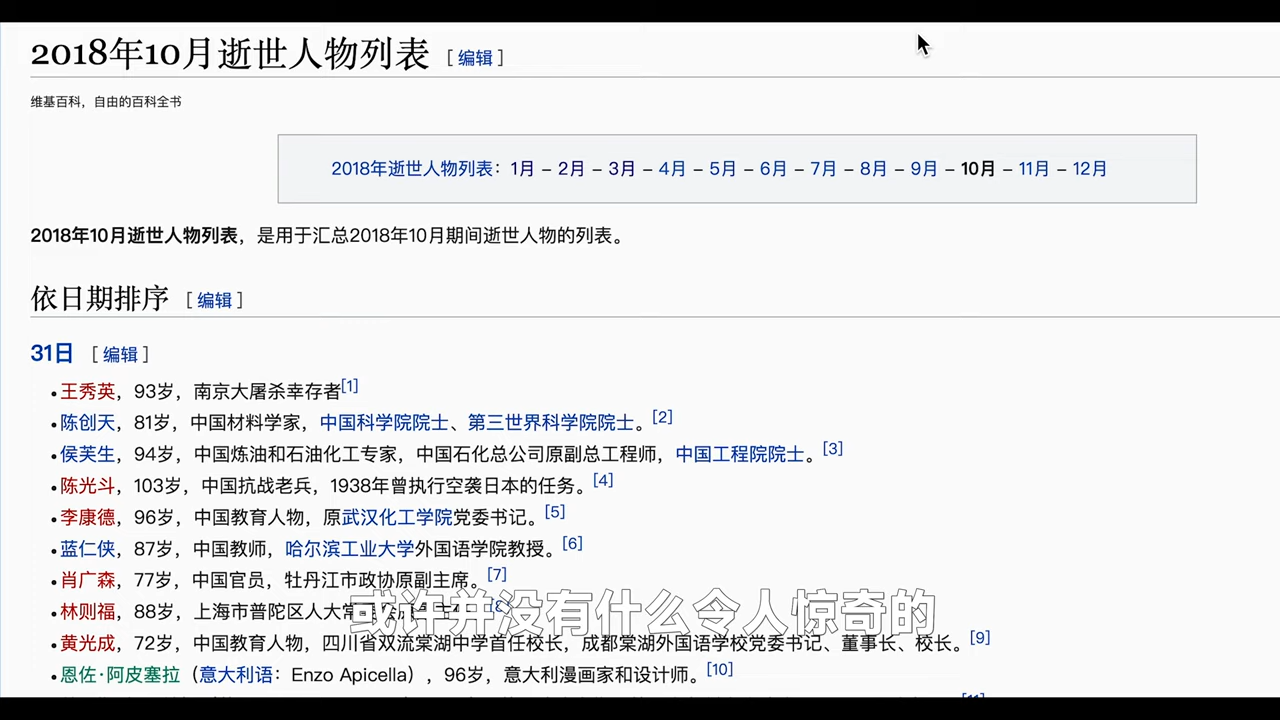 2018年10月逝世人物列表 [ 编辑 ]
维基百科，自由的百科全书
2018年逝世人物列表：1月 – 2月 – 3月 – 4月 – 5月 – 6月 – 7月 – 8月 – 9月 – 10月 – 11月 – 12月
2018年10月逝世人物列表，是用于汇总2018年10月期间逝世人物的列表。
依日期排序 [ 编辑 ]
31日 [ 编辑 ]
王秀英，93岁，南京大屠杀幸存者[1]
陈创天，81岁，中国材料学家，中国科学院院士、第三世界科学院院士。[2]
侯芙生，94岁，中国炼油和石油化工专家，中国石化总公司原副总工程师，中国工程院院士。[3]
陈光斗，103岁，中国抗战老兵，1938年曾执行空袭日本的任务。[4]
李康德，96岁，中国教育人物，原武汉化工学院党委书记。[5]
蓝仁侠，87岁，中国教师，哈尔滨工业大学外国语学院教授。[6]
肖广森，77岁，中国官员，牡丹江市政协原副主席。[7]
林则福，88岁，上海市普陀区人大常
或许并没有什么令人惊奇的
黄光成，72岁，中国教育人物，四川省双流棠湖中学首任校长，成都棠湖外国语学校党委书记、董事长、校长。[9]
恩佐·阿皮塞拉（意大利语：Enzo Apicella），96岁，意大利漫画家和设计师。[10]